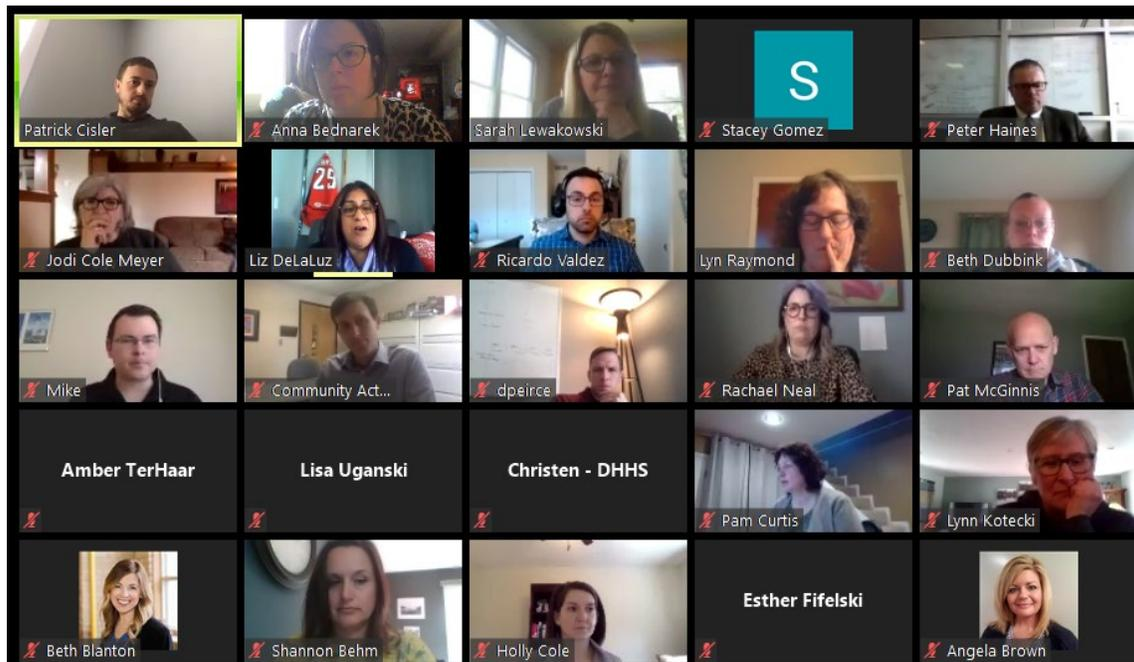 Patrick Cisler
Anna Bednarek
Sarah Lewakowski
S
Stacey Gomez
Peter Haines
Jodi Cole Meyer
25
Liz DeLaLuz
Ricardo Valdez
Lyn Raymond
Beth Dubbink
Mike
Community Act...
dpeirce
Rachael Neal
Pat McGinnis
Amber TerHaar
Lisa Uganski
Christen - DHHS
Pam Curtis
Lynn Kotecki
Beth Blanton
Shannon Behm
Holly Cole
Esther Fifelski
Angela Brown